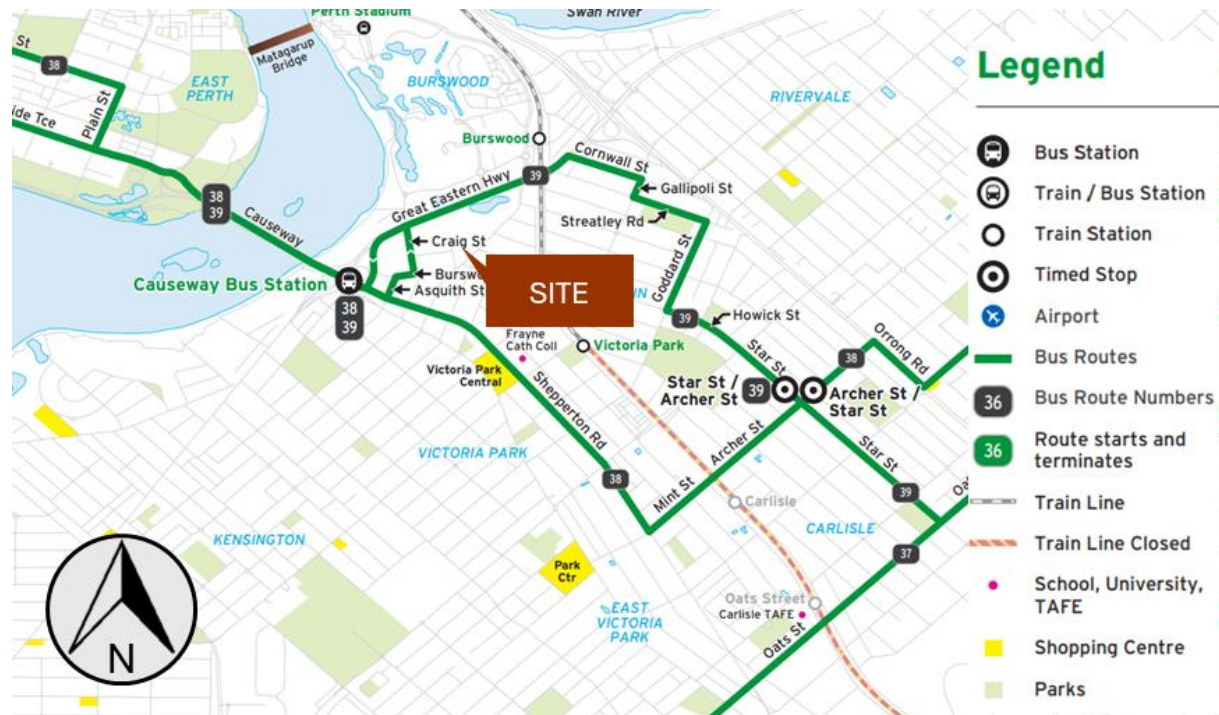 Perth Stadium
Swan River
St
38
Matagarup
Bridge
EAST
PERTH
BURSWOOD
RIVERVALE
ide Tce
Plain St
Burswood
Cornwall St
39
Great Eastern Hwy
Gallipoli St
38
39
Causeway
Streatley Rd
Craig St
Goddard St
Causeway Bus Station
Bursw
Asquith St
SITE
IN
38
39
39
Howick St
Frayne
Cath Coll
Victoria Park
Star St
Orrong Rd
38
Victoria Park
Central
Shepperton Rd
Star St /
Archer St
39
Archer St /
Star St
Archer St
Star St
VICTORIA PARK
38
Mint St
39
Oa
Carlisle
CARLISLE
KENSINGTON
37
Park
Ctr
Oats Street
Carlisle TAFE
EAST
VICTORIA
PARK
Oats St
N
Legend
Bus Station
Train / Bus Station
Train Station
Timed Stop
Airport
Bus Routes
36
Bus Route Numbers
36
Route starts and
terminates
Train Line
Train Line Closed
School, University,
TAFE
Shopping Centre
Parks